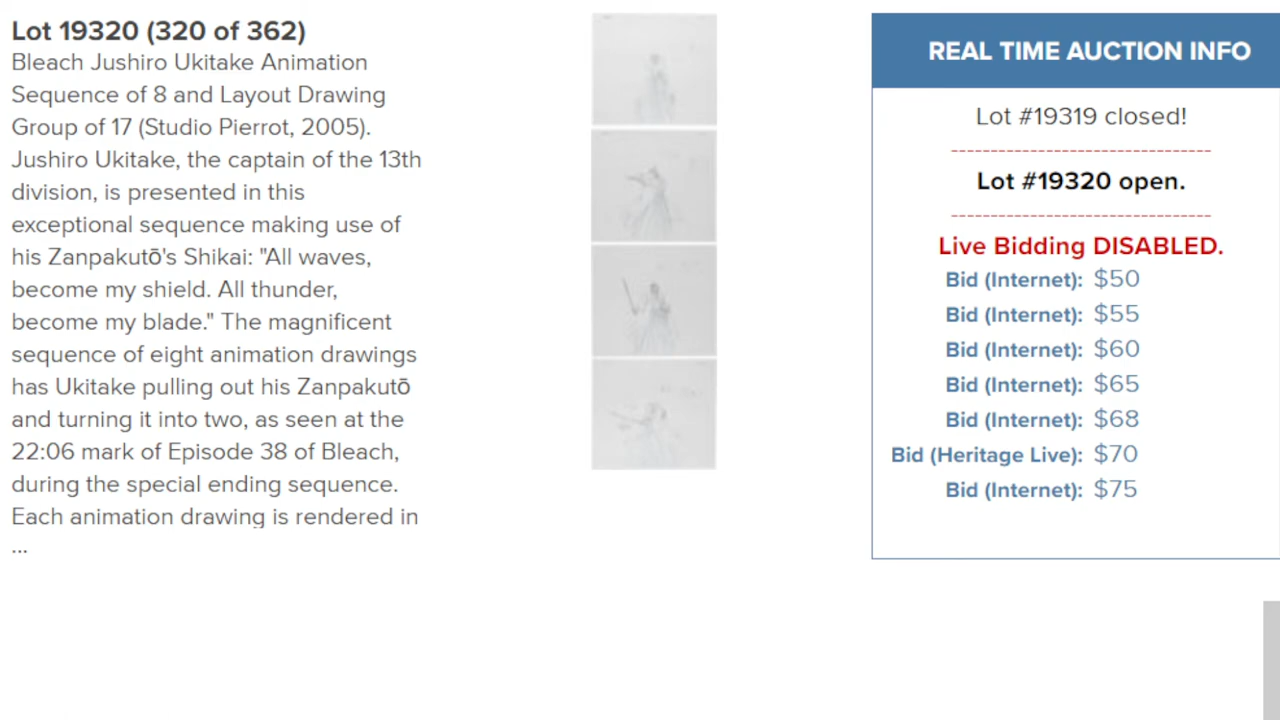 Lot 19320 (320 of 362)
Bleach Jushiro Ukitake Animation
Sequence of 8 and Layout Drawing
Group of 17 (Studio Pierrot, 2005).
Jushiro Ukitake, the captain of the 13th
division, is presented in this
exceptional sequence making use of
his Zanpakutō's Shikai: "All waves,
become my shield. All thunder,
become my blade." The magnificent
sequence of eight animation drawings
has Ukitake pulling out his Zanpakutō
and turning it into two, as seen at the
22:06 mark of Episode 38 of Bleach,
during the special ending sequence.
Each animation drawing is rendered in
...
REAL TIME AUCTION INFO
Lot #19319 closed!
--------------------------------
Lot #19320 open.
--------------------------------
Live Bidding DISABLED.
Bid (Internet): $50
Bid (Internet): $55
Bid (Internet): $60
Bid (Internet): $65
Bid (Internet): $68
Bid (Heritage Live): $70
Bid (Internet): $75